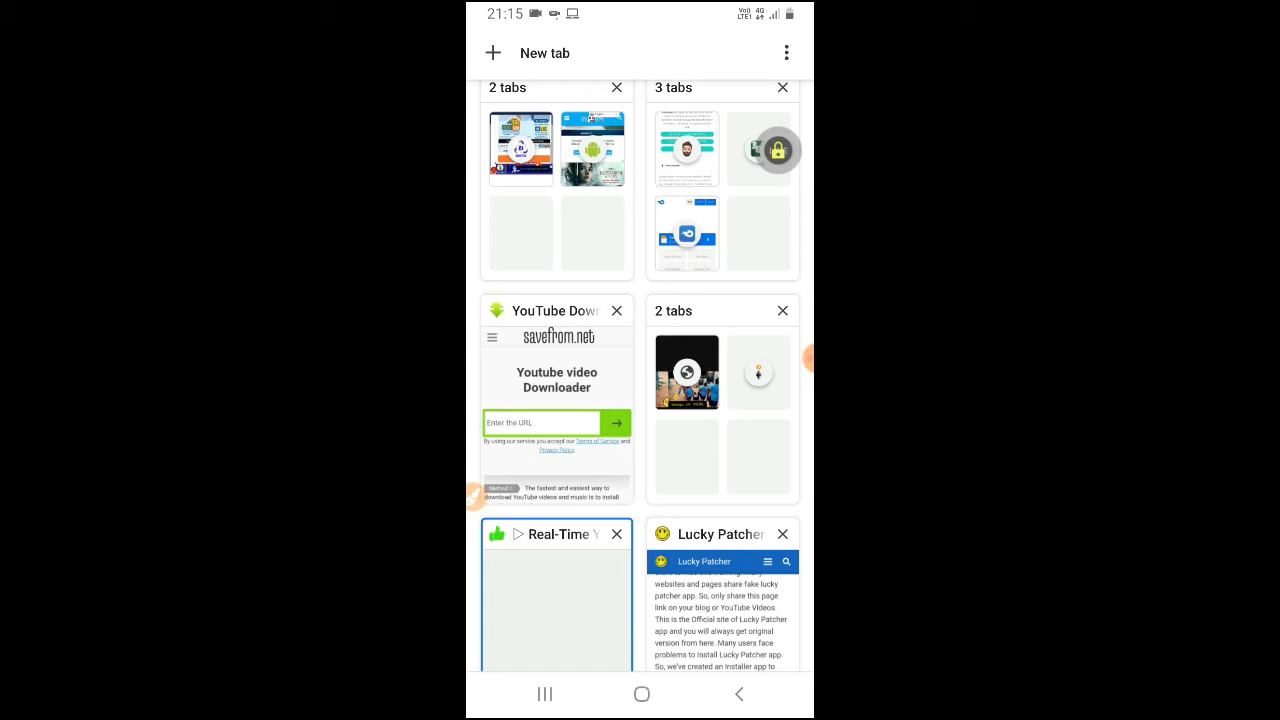 21:15
Vo))
LTE1
4G
New tab
2 tabs
3 tabs
YouTube Dow
savefrom.net
Youtube video
Downloader
Enter the URL
By using our service you accept our Terms of Service and
Privacy Policy
Method 1 The fastest and easiest way to
download YouTube videos and music is to install
2 tabs
Real-Time Y
Lucky Patcher
Lucky Patcher
websites and pages share fake lucky
patcher app. So, only share this page
link on your blog or YouTube Videos.
This is the Official site of Lucky Patcher
app and you will always get original
version from here. Many users face
problems to Install Lucky Patcher app.
So, we've created an Installer app to